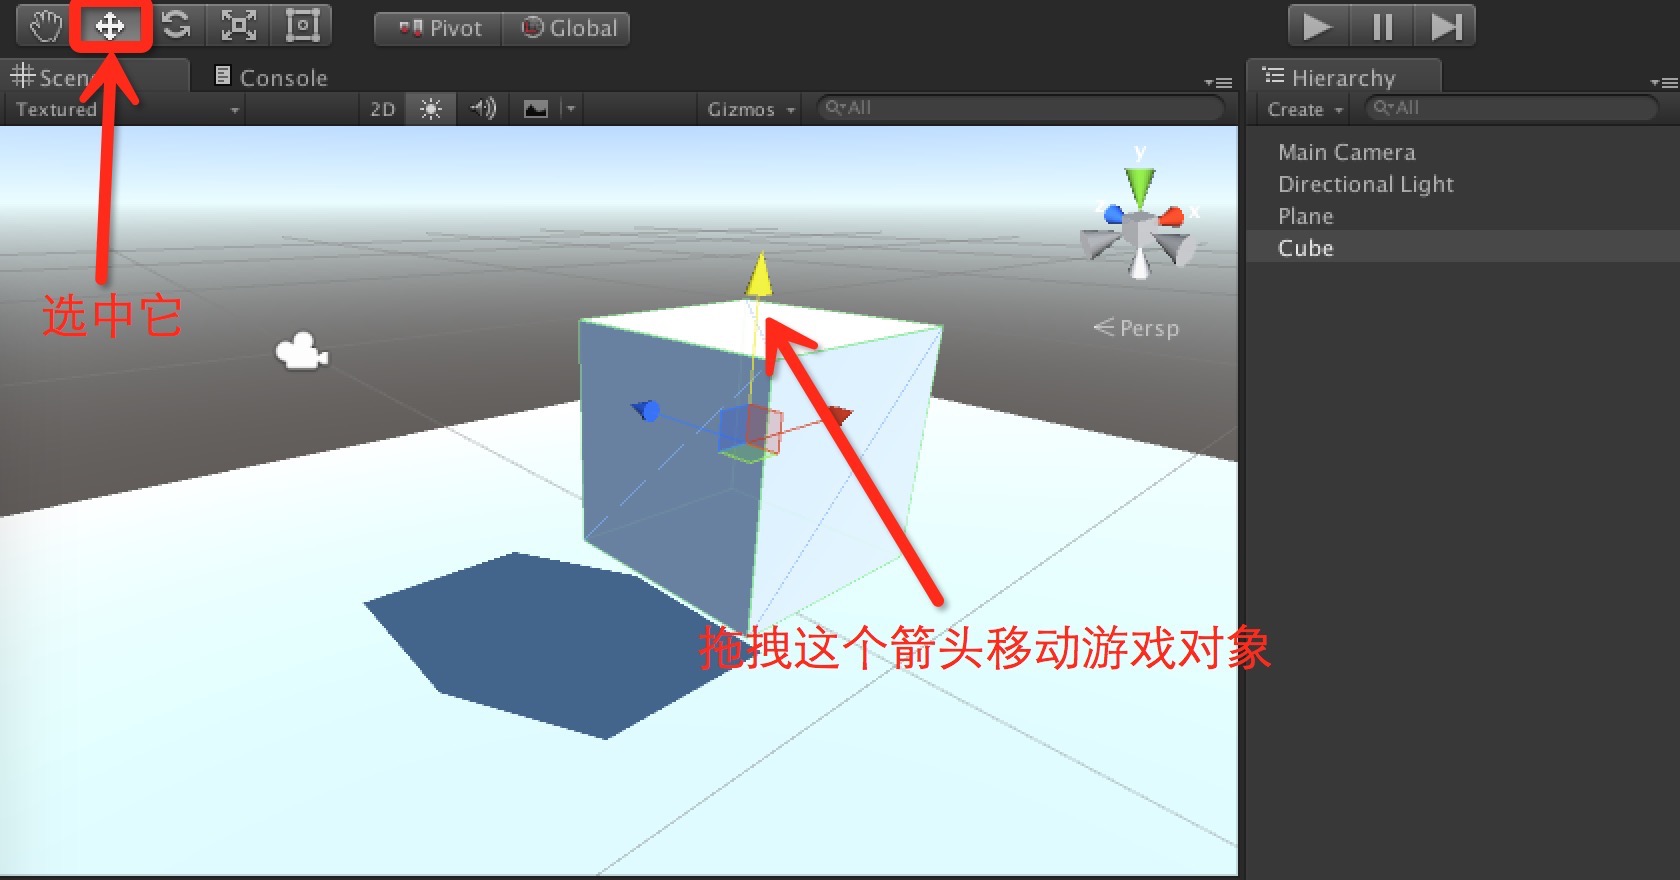 Pivot
Global
Scene
Console
Hierarchy
Textured
2D
Gizmos
All
Create
All
Main Camera
Directional Light
Plane
Cube
y
z
x
Persp
选中它
拖拽这个箭头移动游戏对象